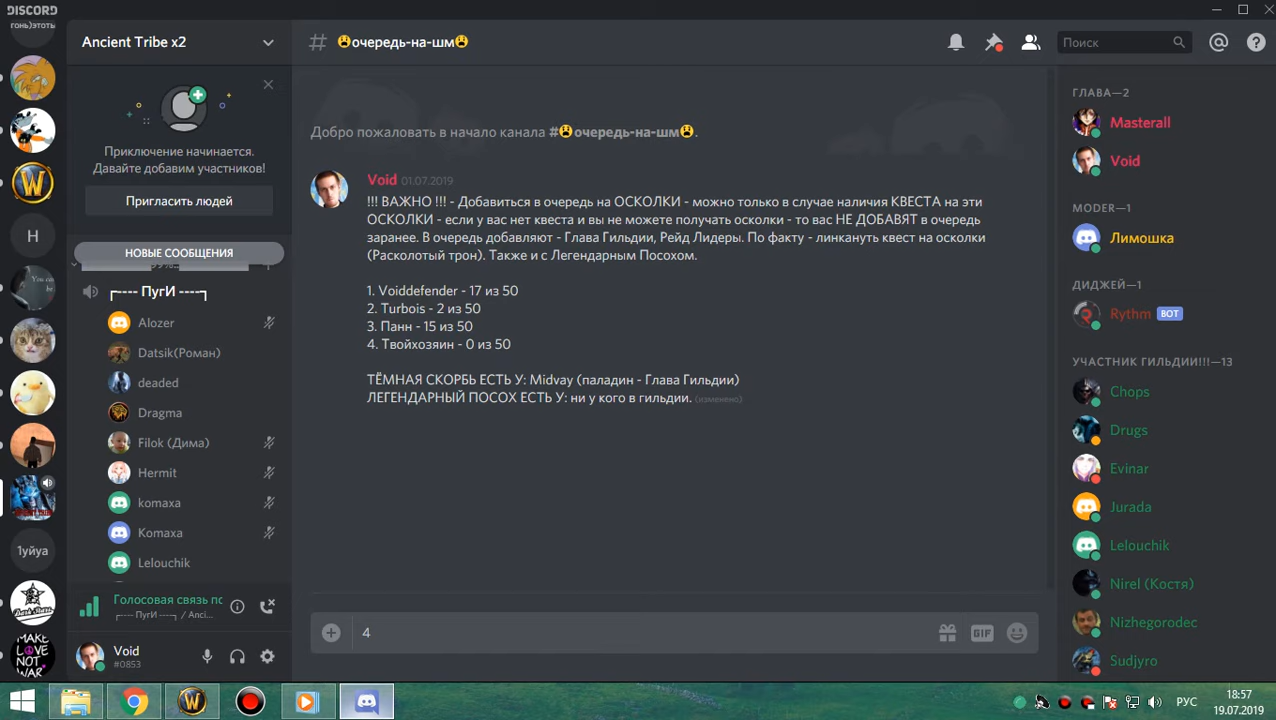 DISCORD
гонь)этоть
Ancient Tribe x2
Приключение начинается.
Давайте добавим участников!
Пригласить людей
НОВЫЕ СООБЩЕНИЯ
┌---- ПугИ ----┐
Alozer
Datsik(Роман)
deaded
Dragma
Filok (Дима)
Hermit
komaxa
Komaxa
Lelouchik
Голосовая связь по
┌---- ПугИ ----┐ / Anci...
Void
#0853
Н
You can
1уйуа
MAKE
LOVE
NOT
WAR
# 😫очередь-на-шм😫
Поиск
Добро пожаловать в начало канала #😫очередь-на-шм😫.
Void 01.07.2019
!!! ВАЖНО !!! - Добавиться в очередь на ОСКОЛКИ - можно только в случае наличия КВЕСТА на эти
ОСКОЛКИ - если у вас нет квеста и вы не можете получать осколки - то вас НЕ ДОБАВЯТ в очередь
заранее. В очередь добавляют - Глава Гильдии, Рейд Лидеры. По факту - линкануть квест на осколки
(Расколотый трон). Также и с Легендарным Посохом.
1. Voiddefender - 17 из 50
2. Turbois - 2 из 50
3. Панн - 15 из 50
4. Твойхозяин - 0 из 50
ТЁМНАЯ СКОРБЬ ЕСТЬ У: Midvay (паладин - Глава Гильдии)
ЛЕГЕНДАРНЫЙ ПОСОХ ЕСТЬ У: ни у кого в гильдии. (изменено)
4
GIF
ГЛАВА—2
Masterall
Void
MODER—1
Лимошка
ДИДЖЕЙ—1
Rythm BOT
УЧАСТНИК ГИЛЬДИИ!!!—13
Chops
Drugs
Evinar
Jurada
Lelouchik
Nirel (Костя)
Nizhegorodec
Sudjyro
РУС
18:57
19.07.2019